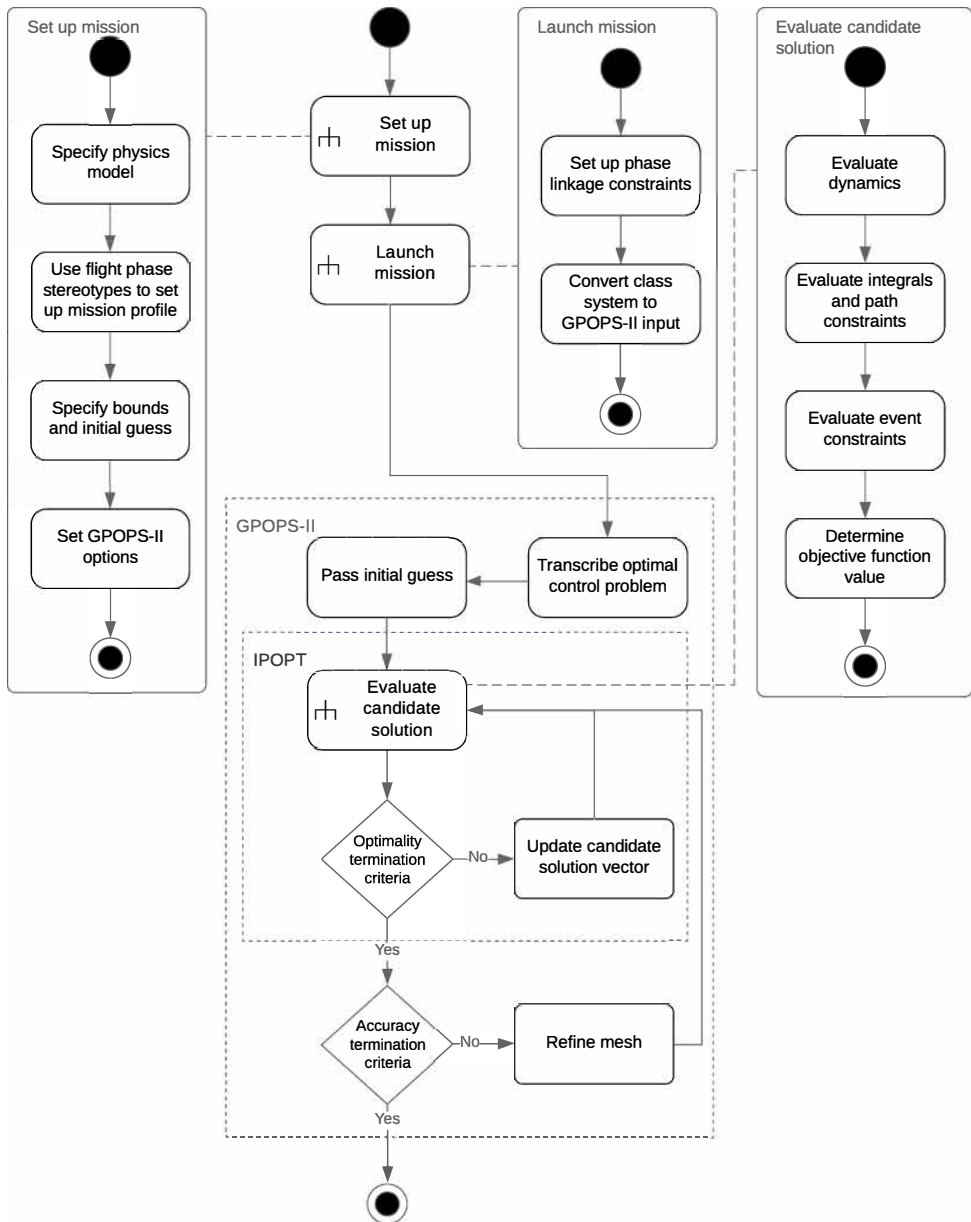 Set up mission
Specify physics
model
Use flight phase
stereotypes to set
up mission profile
Specify bounds
and initial guess
Set GPOPS-II
options
Set up
mission
Launch
mission
Launch mission
Set up phase
linkage constraints
Convert class
system to
GPOPS-II input
Evaluate candidate
solution
Evaluate
dynamics
Evaluate integrals
and path
constraints
Evaluate event
constraints
Determine
objective function
value
GPOPS-II
Pass initial guess
Transcribe optimal
control problem
IPOPT
Evaluate
candidate
solution
Optimality
termination
criteria
No
Update candidate
solution vector
Yes
Accuracy
termination
criteria
No
Refine mesh
Yes